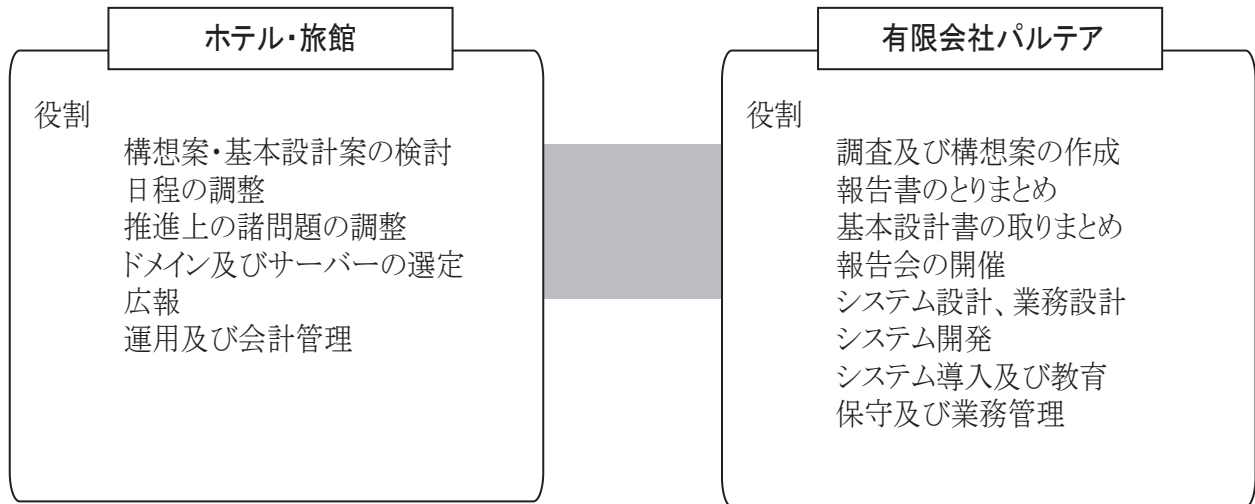 ホテル・旅館
役割
構想案・基本設計案の検討
日程の調整
推進上の諸問題の調整
ドメイン及びサーバーの選定
広報
運用及び会計管理
有限会社パルテア
役割
調査及び構想案の作成
報告書のとりまとめ
基本設計書の取りまとめ
報告会の開催
システム設計、業務設計
システム開発
システム導入及び教育
保守及び業務管理